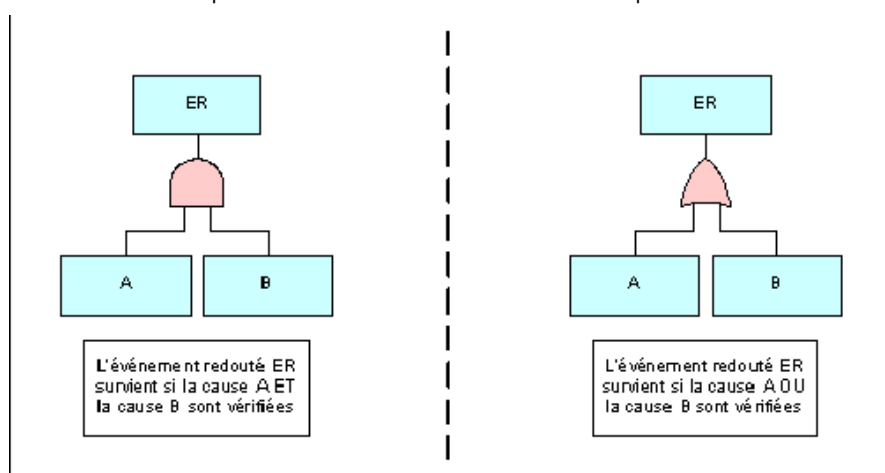 ER
A
B
L'événement redouté ER
survient si la cause A ET
la cause B sont vérifiées
ER
A
B
L'événement redouté ER
survient si la cause A OU
la cause B sont vérifiées